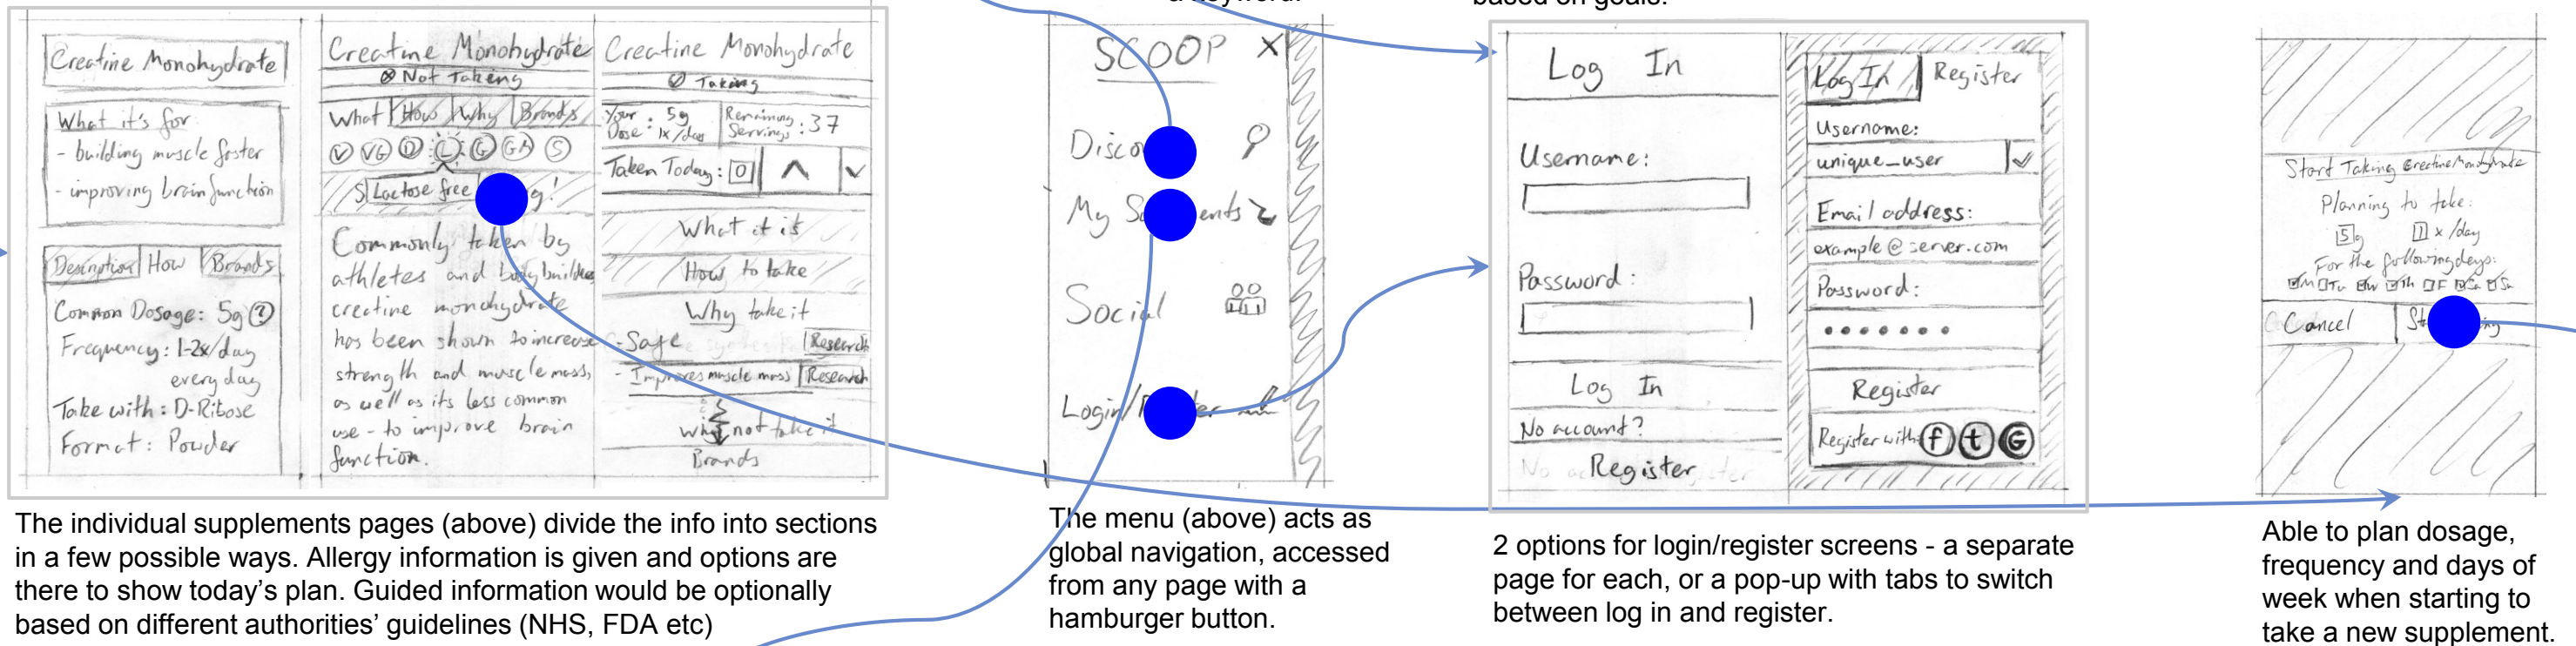 a keyword.
based on goals.
Creatine Monohydrate
What it's for
- building muscle faster
- improving brain function
Description How Brands
Common Dosage: 5g ?
Frequency: 1-2x/day
every day
Take with: D-Ribose
Format: Powder
Creatine Monohydrate
Not Taking
What How Why Brands
V VG D L G GA S
Lactose free
Commonly taken by
athletes and bodybuilders
creatine monohydrate
has been shown to increase
strength and muscle mass,
as well as its less common
use - to improve brain
function.
Creatine Monohydrate
Taking
Your Dose: 5g 1x/day
Remaining Servings: 37
Taken Today: 0
What it is
How to take
Why take it
- Safe Research
- Improves muscle mass Research
Why not take it
Brands
The individual supplements pages (above) divide the info into sections
in a few possible ways. Allergy information is given and options are
there to show today's plan. Guided information would be optionally
based on different authorities' guidelines (NHS, FDA etc)
SCOOP X
Social
Login/
The menu (above) acts as
global navigation, accessed
from any page with a
hamburger button.
Log In
Username:
Password:
Log In
No account?
Register
Log In Register
Username:
unique_user
Email address:
example@server.com
Password:
Register
Register with: f t G
2 options for login/register screens - a separate
page for each, or a pop-up with tabs to switch
between log in and register.
Start Taking Creatine Monohydrate
Planning to take:
5g 1 x/day
For the following days:
M Tu W Th F Sa Su
Cancel
Able to plan dosage,
frequency and days of
week when starting to
take a new supplement.